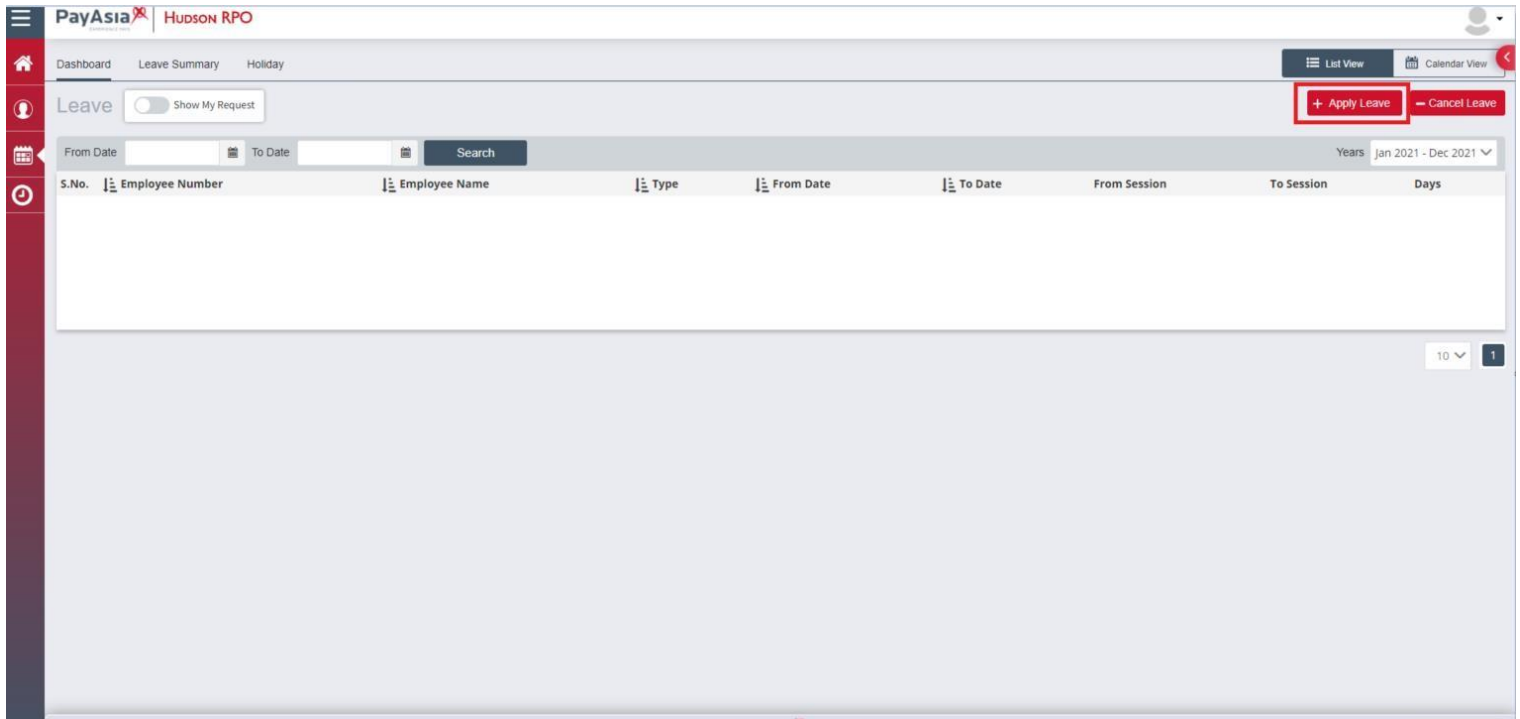 PayAsia HUDSON RPO
Dashboard Leave Summary Holiday List View Calendar View
Leave Show My Request + Apply Leave − Cancel Leave
From Date To Date Search Years Jan 2021 - Dec 2021
S.No. Employee Number Employee Name Type From Date To Date From Session To Session Days
10 1